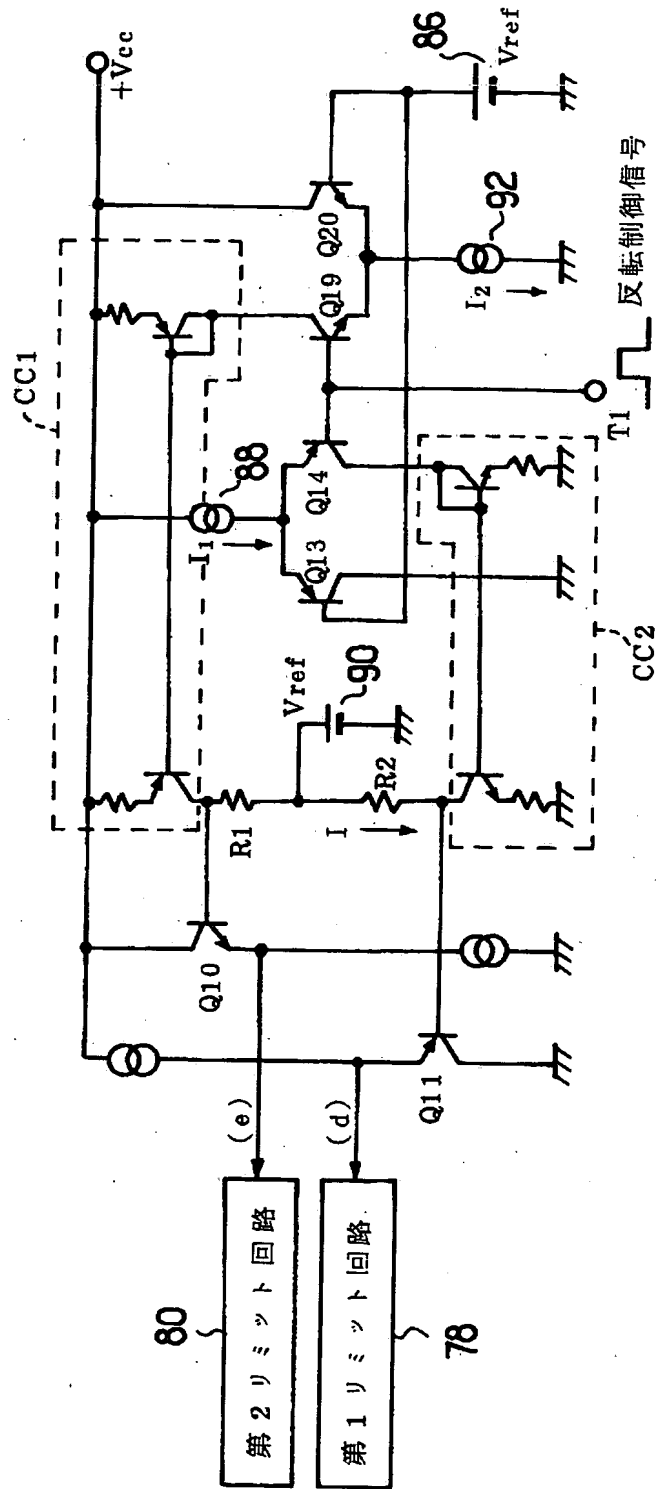 CC1
+Vcc
I1
88
Q13
Q14
Q19
Q20
86
Vref
92
I2
T1
反転制御信号
Vref
90
R1
R2
I
CC2
Q10
Q11
(e)
(d)
80
第2リミット回路
第1リミット回路
78